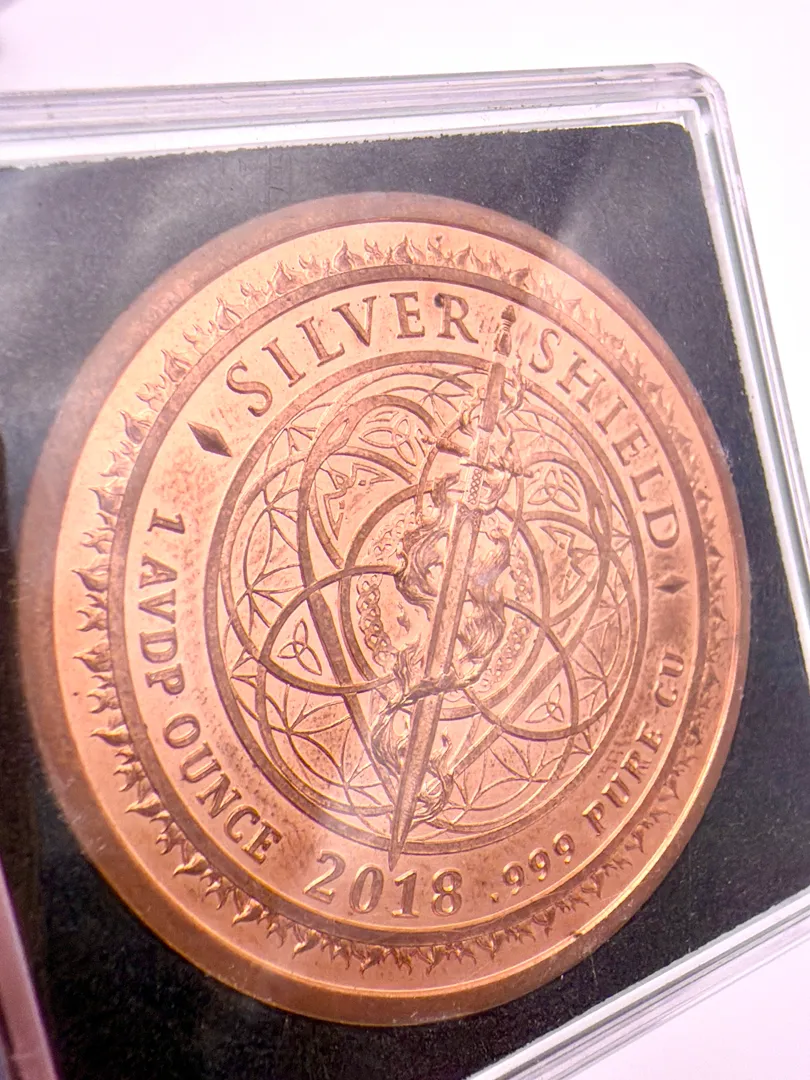 SILVER SHIELD
1 AVDP OUNCE 2018 .999 PURE CU